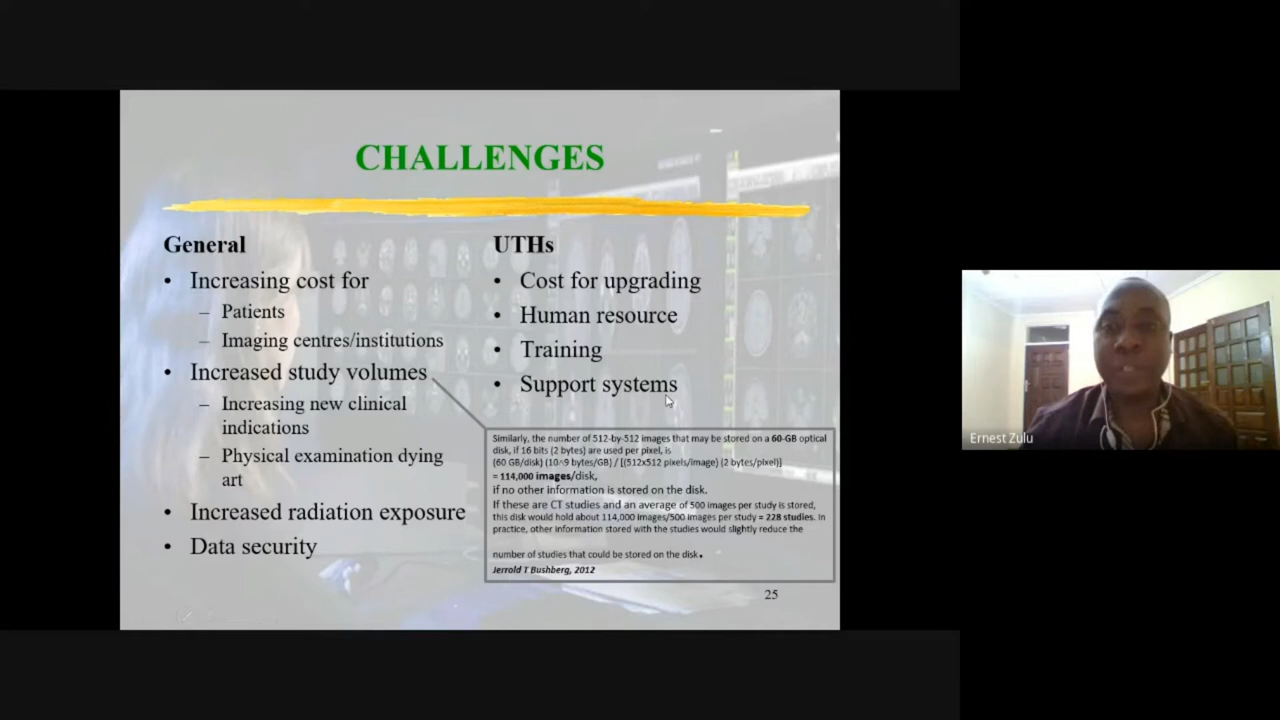 CHALLENGES
General
• Increasing cost for
– Patients
– Imaging centres/institutions
• Increased study volumes
– Increasing new clinical
indications
– Physical examination dying
art
• Increased radiation exposure
• Data security
UTHs
• Cost for upgrading
• Human resource
• Training
• Support systems
Similarly, the number of 512-by-512 images that may be stored on a 60-GB optical
disk, if 16 bits (2 bytes) are used per pixel, is
(60 GB/disk) (10^9 bytes/GB) / [(512x512 pixels/image) (2 bytes/pixel)]
= 114,000 images/disk,
if no other information is stored on the disk.
If these are CT studies and an average of 500 images per study is stored,
this disk would hold about 114,000 images/500 images per study = 228 studies. In
practice, other information stored with the studies would slightly reduce the
number of studies that could be stored on the disk.
Jerrold T Bushberg, 2012
25
Ernest Zulu